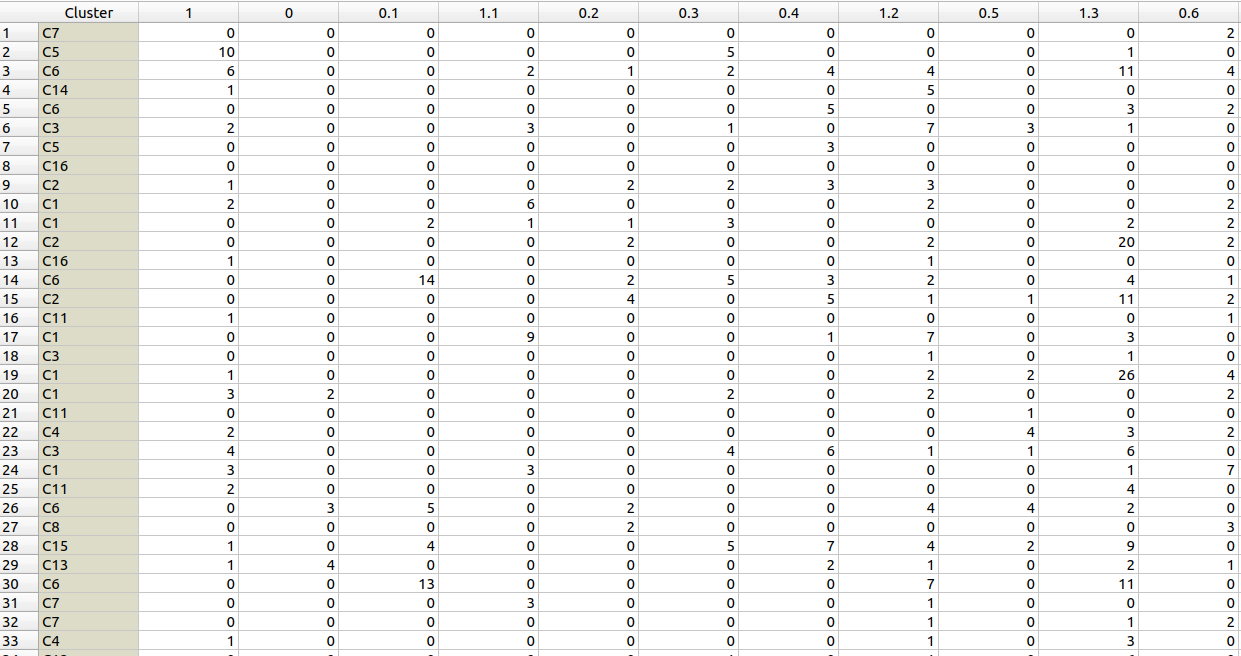 Cluster 1 0 0.1 1.1 0.2 0.3 0.4 1.2 0.5 1.3 0.6
1 C7 0 0 0 0 0 0 0 0 0 0 2
2 C5 10 0 0 0 0 5 0 0 0 1 0
3 C6 6 0 0 2 1 2 4 4 0 11 4
4 C14 1 0 0 0 0 0 0 5 0 0 0
5 C6 0 0 0 0 0 0 5 0 0 3 2
6 C3 2 0 0 3 0 1 0 7 3 1 0
7 C5 0 0 0 0 0 0 3 0 0 0 0
8 C16 0 0 0 0 0 0 0 0 0 0 0
9 C2 1 0 0 0 2 2 3 3 0 0 0
10 C1 2 0 0 6 0 0 0 2 0 0 2
11 C1 0 0 2 1 1 3 0 0 0 2 2
12 C2 0 0 0 0 2 0 0 2 0 20 2
13 C16 1 0 0 0 0 0 0 1 0 0 0
14 C6 0 0 14 0 2 5 3 2 0 4 1
15 C2 0 0 0 0 4 0 5 1 1 11 2
16 C11 1 0 0 0 0 0 0 0 0 0 1
17 C1 0 0 0 9 0 0 1 7 0 3 0
18 C3 0 0 0 0 0 0 0 1 0 1 0
19 C1 1 0 0 0 0 0 0 2 2 26 4
20 C1 3 2 0 0 0 2 0 2 0 0 2
21 C11 0 0 0 0 0 0 0 0 1 0 0
22 C4 2 0 0 0 0 0 0 0 4 3 2
23 C3 4 0 0 0 0 4 6 1 1 6 0
24 C1 3 0 0 3 0 0 0 0 0 1 7
25 C11 2 0 0 0 0 0 0 0 0 4 0
26 C6 0 3 5 0 2 0 0 4 4 2 0
27 C8 0 0 0 0 2 0 0 0 0 0 3
28 C15 1 0 4 0 0 5 7 4 2 9 0
29 C13 1 4 0 0 0 0 2 1 0 2 1
30 C6 0 0 13 0 0 0 0 7 0 11 0
31 C7 0 0 0 3 0 0 0 1 0 0 0
32 C7 0 0 0 0 0 0 0 1 0 1 2
33 C4 1 0 0 0 0 0 0 1 0 3 0